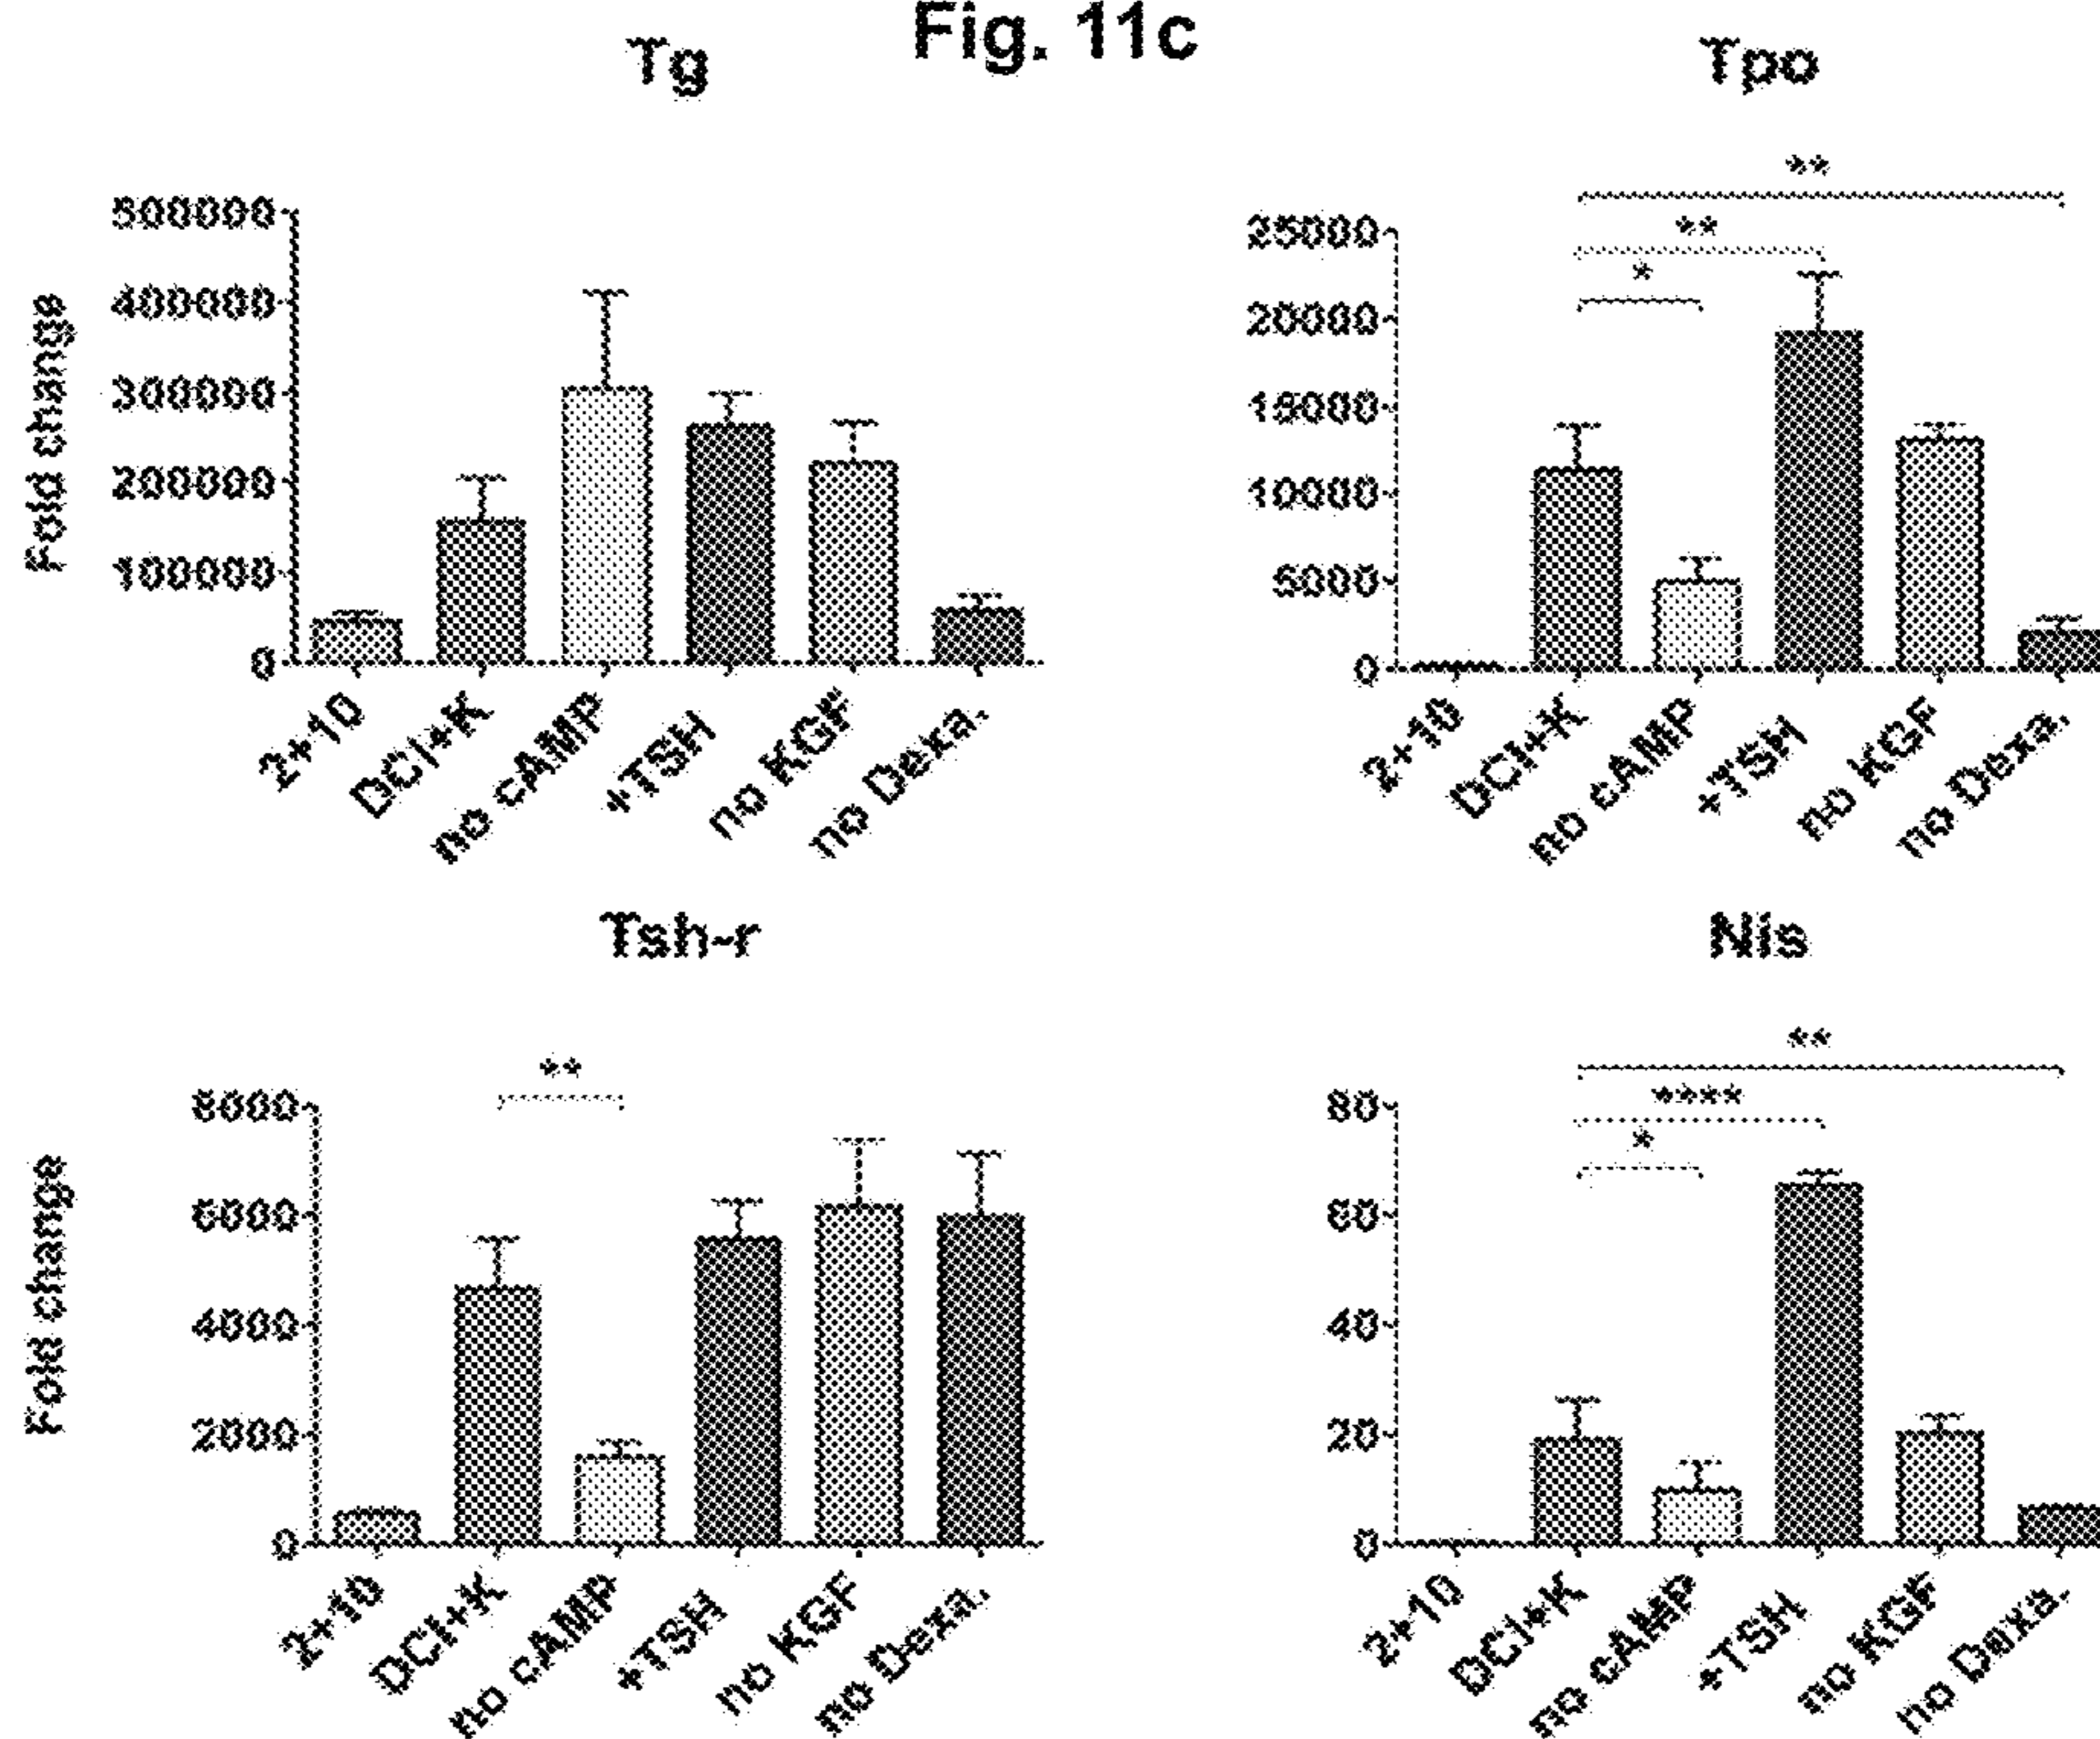 Fig. 11c
Tg
Fold change
500000
400000
300000
200000
100000
0
2+10
DCI+K
no cAMP
+TSH
no KGF
no Dexa.
Tpo
**
**
*
25000
20000
15000
10000
5000
0
2+10
DCI+K
no cAMP
+TSH
no KGF
no Dexa.
Tsh-r
**
Fold change
8000
6000
4000
2000
0
2+10
DCI+K
no cAMP
+TSH
no KGF
no Dexa.
Nis
**
****
*
80
60
40
20
0
2+10
DCI+K
no cAMP
+TSH
no KGF
no Dexa.